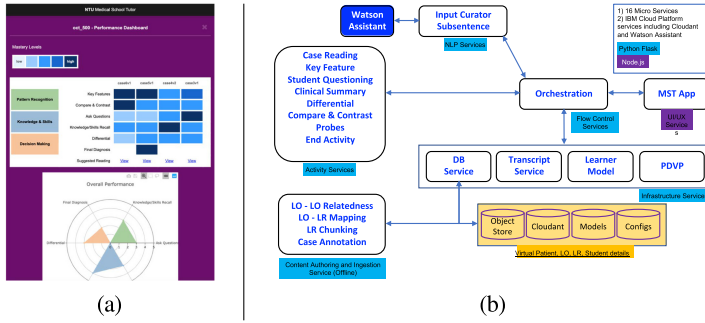 NTU Medical School Tutor
ccl_500 - Performance Dashboard
Mastery Levels
low
high
Key Features
Compare & Contrast
Ask Questions
Knowledge/Skills Recall
Differential
Final Diagnosis
Suggested Reading
View View View View
Pattern Recognition
Knowledge & Skills
Decision Making
Overall Performance
Final Diagnosis
Knowledge/Skills Recall
Differential
Ask Questions
(a)
Watson
Assistant
Input Curator
Subsentence
NLP Services
1) 16 Micro Services
2) IBM Cloud Platform
services including Cloudant
and Watson Assistant
Python Flask
Node.js
Case Reading
Key Feature
Student Questioning
Clinical Summary
Differential
Compare & Contrast
Probes
End Activity
Activity Services
Orchestration
Flow Control
Services
MST App
UI/UX
Service
s
DB
Service
Transcript
Service
Learner
Model
PDVP
Infrastructure Service
LO - LO Relatedness
LO - LR Mapping
LR Chunking
Case Annotation
Content Authoring and Ingestion
Service (Offline)
Object
Store
Cloudant
Models
Configs
Virtual Patient, LO, LR, Student details
(b)